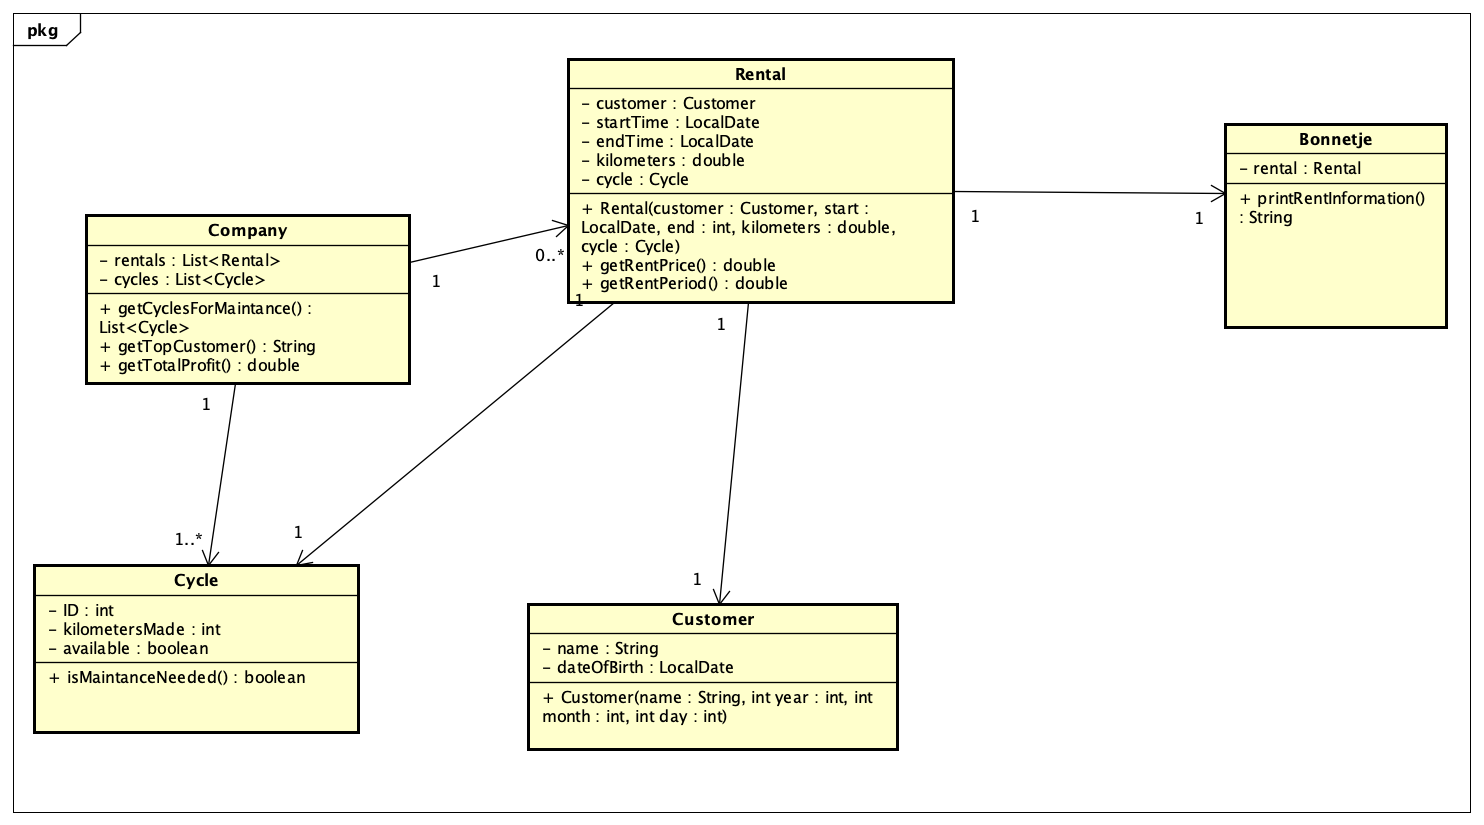 pkg
Rental
- customer : Customer
- startTime : LocalDate
- endTime : LocalDate
- kilometers : double
- cycle : Cycle
+ Rental(customer : Customer, start :
LocalDate, end : int, kilometers : double,
cycle : Cycle)
+ getRentPrice() : double
+ getRentPeriod() : double
Bonnetje
- rental : Rental
+ printRentInformation()
: String
Company
- rentals : List<Rental>
- cycles : List<Cycle>
+ getCyclesForMaintance() :
List<Cycle>
+ getTopCustomer() : String
+ getTotalProfit() : double
1
0..*
1
1
1
1
1
1..*
1
1
Cycle
- ID : int
- kilometersMade : int
- available : boolean
+ isMaintanceNeeded() : boolean
Customer
- name : String
- dateOfBirth : LocalDate
+ Customer(name : String, int year : int, int
month : int, int day : int)